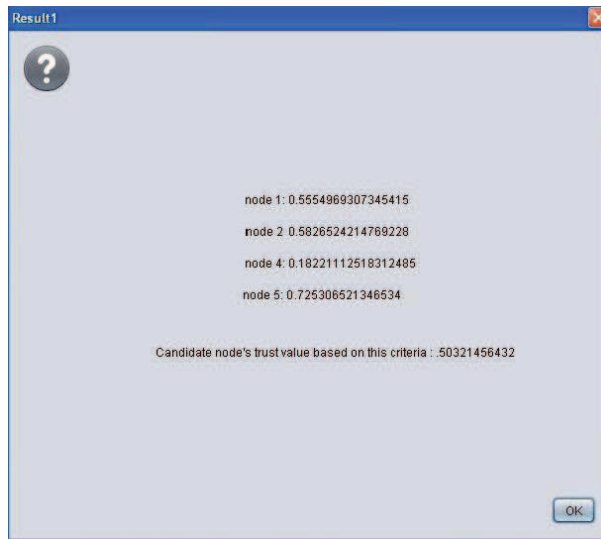 Result1
?
node 1: 0.5554969307345415
node 2 0.5826524214769228
node 4: 0.18221112518312485
node 5: 0.725306521346534
Candidate node's trust value based on this criteria : .50321456432
OK